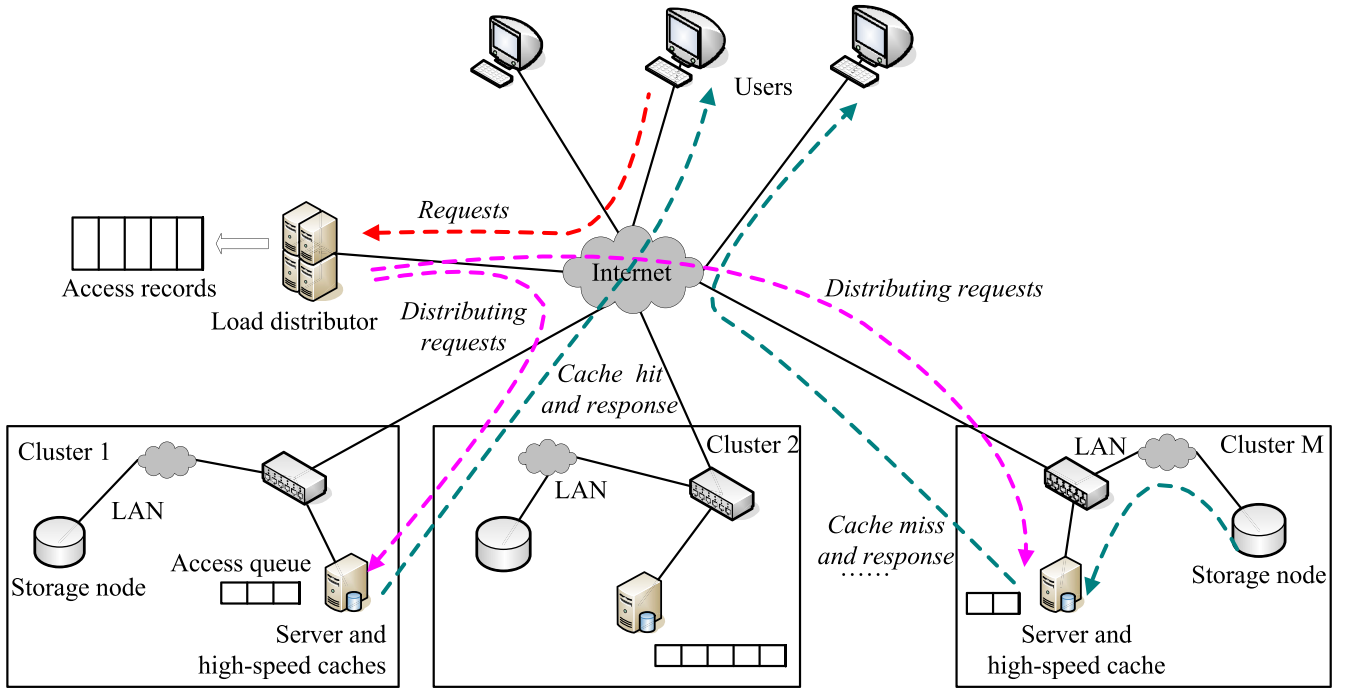 Users
Requests
Access records
Load distributor
Internet
Distributing
requests
Distributing requests
Cache hit
and response
Cluster 1
LAN
Storage node
Access queue
Server and
high-speed caches
Cluster 2
LAN
Cache miss
and response
......
Cluster M
LAN
Storage node
Server and
high-speed cache